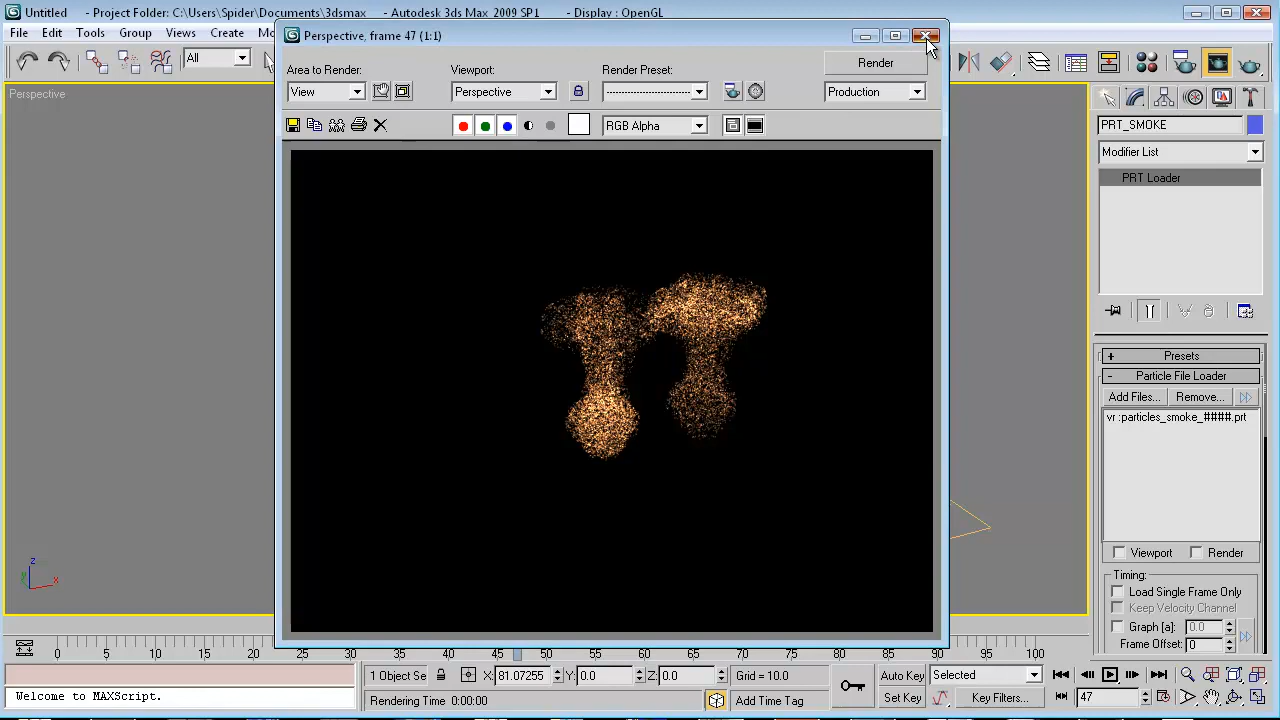 Untitled - Project Folder: C:\Users\Spider\Documents\3dsmax - Autodesk 3ds Max 2009 SP1 - Display : OpenGL
File Edit Tools Group Views Create
All
Perspective
Perspective, frame 47 (1:1)
Area to Render: Viewport: Render Preset: Render
View Perspective Production
RGB Alpha
PRT_SMOKE
Modifier List
PRT Loader
+ Presets
- Particle File Loader
Add Files... Remove...
vr :particles_smoke_####.prt
Viewport Render
Timing:
Load Single Frame Only
Keep Velocity Channel
Graph [a]: 0.0
Frame Offset: 0
z
y
x
0 5 10 15 20 25 30 35 40 45 50 55 60 65 70 75 80 85 90 95 100
1 Object Se X: 81.07255 Y: 0.0 Z: 0.0 Grid = 10.0 Auto Key Selected
Welcome to MAXScript. Rendering Time 0:00:00 Add Time Tag Set Key Key Filters... 47